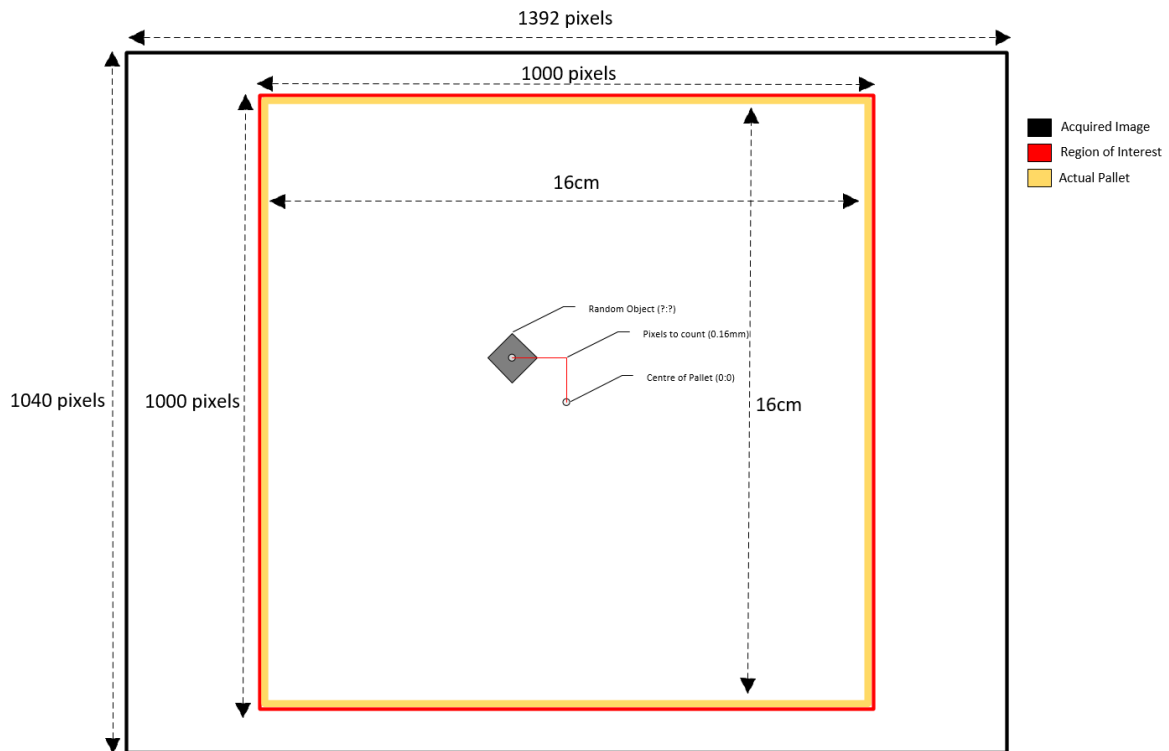 1392 pixels
1000 pixels
Acquired Image
Region of Interest
Actual Pallet
16cm
Random Object (?:?)
Pixels to count (0.16mm)
Centre of Pallet (0:0)
1040 pixels
1000 pixels
16cm